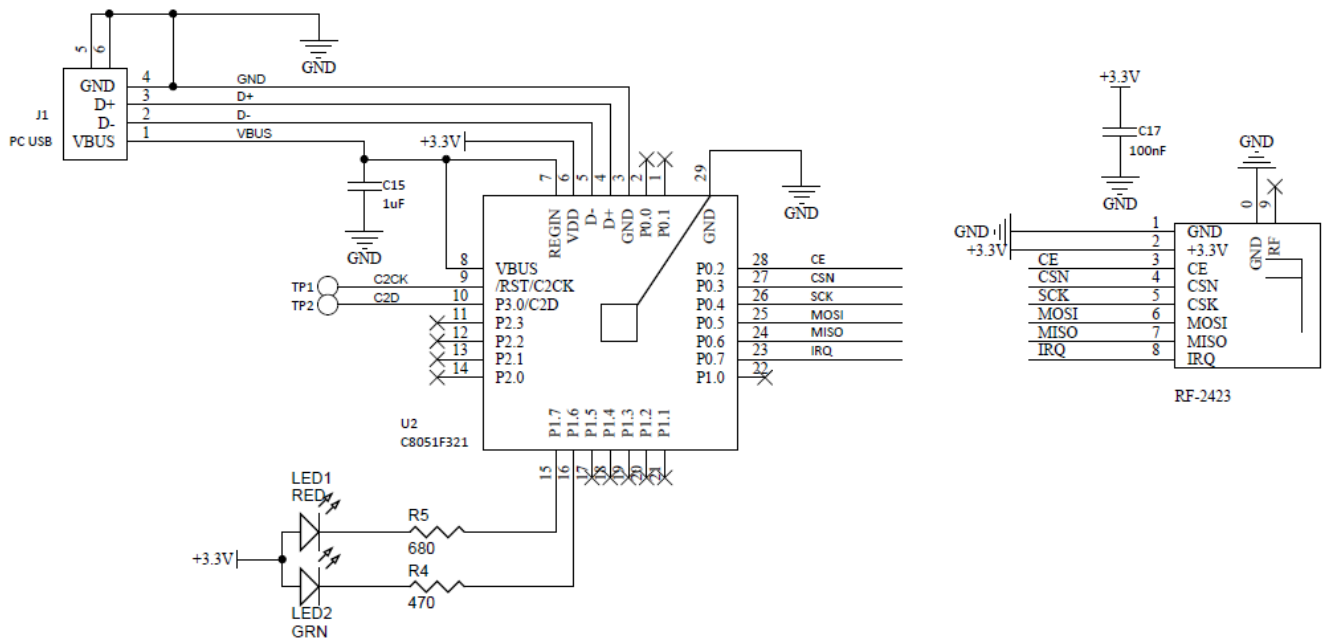 5
6
GND
GND 4 GND
D+ 3 D+
J1
D- 2 D-
PC USB
VBUS 1 VBUS
+3.3V
C15
1uF
GND
7 6 5 4 3 2 1 29
REGIN VDD D- D+ GND P0.0 P0.1 GND
GND
8 VBUS
TP1 C2CK 9 /RST/C2CK
TP2 C2D 10 P3.0/C2D
11 P2.3
12 P2.2
13 P2.1
14 P2.0
P0.2 28 CE
P0.3 27 CSN
P0.4 26 SCK
P0.5 25 MOSI
P0.6 24 MISO
P0.7 23 IRQ
P1.0 22
P1.7 P1.6 P1.5 P1.4 P1.3 P1.2 P1.1
15 16 17 18 19 20 21
U2
C8051F321
LED1
RED
R5
680
+3.3V
R4
470
LED2
GRN
+3.3V
C17
100nF
GND
GND
0 9
GND RF
GND 1 GND
+3.3V 2 +3.3V
CE 3 CE
CSN 4 CSN
SCK 5 CSK
MOSI 6 MOSI
MISO 7 MISO
IRQ 8 IRQ
RF-2423